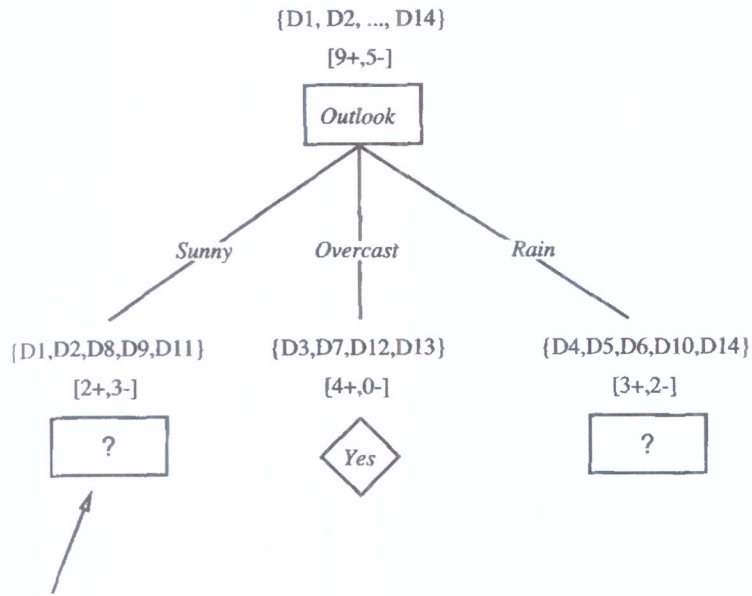 {D1, D2, ..., D14}
[9+,5-]
Outlook
Sunny
Overcast
Rain
{D1,D2,D8,D9,D11}
{D3,D7,D12,D13}
{D4,D5,D6,D10,D14}
[2+,3-]
[4+,0-]
[3+,2-]
?
Yes
?